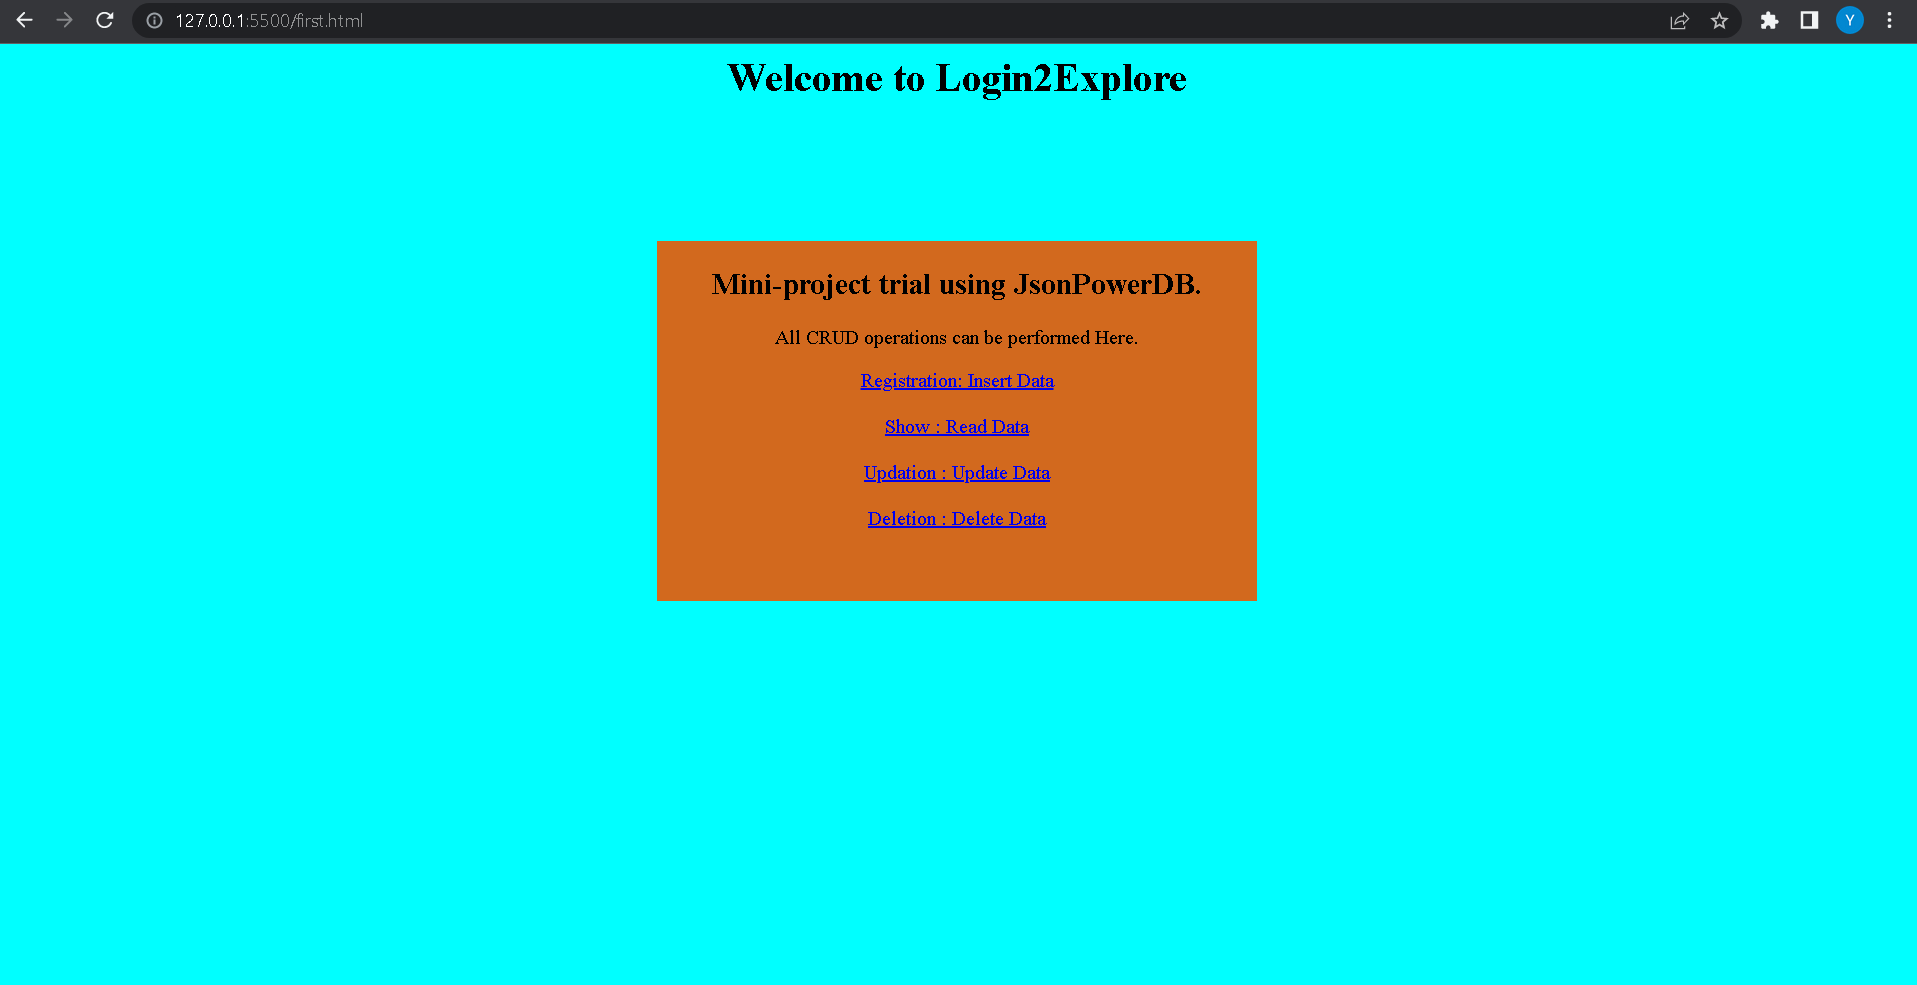 127.0.0.1:5500/first.html
Y
Welcome to Login2Explore
Mini-project trial using JsonPowerDB.
All CRUD operations can be performed Here.
Registration: Insert Data
Show : Read Data
Updation : Update Data
Deletion : Delete Data